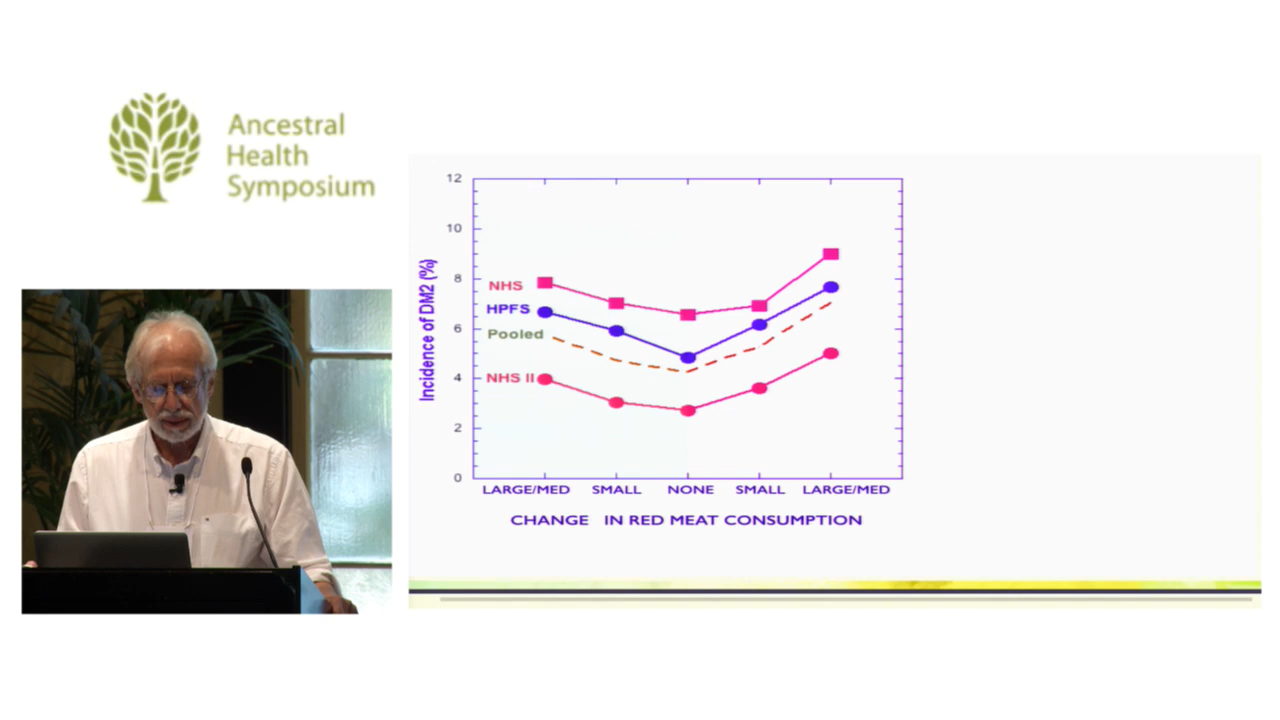 Ancestral
Health
Symposium
12
10
8
6
4
2
0
Incidence of DM2 (%)
NHS
HPFS
Pooled
NHS II
LARGE/MED SMALL NONE SMALL LARGE/MED
CHANGE IN RED MEAT CONSUMPTION